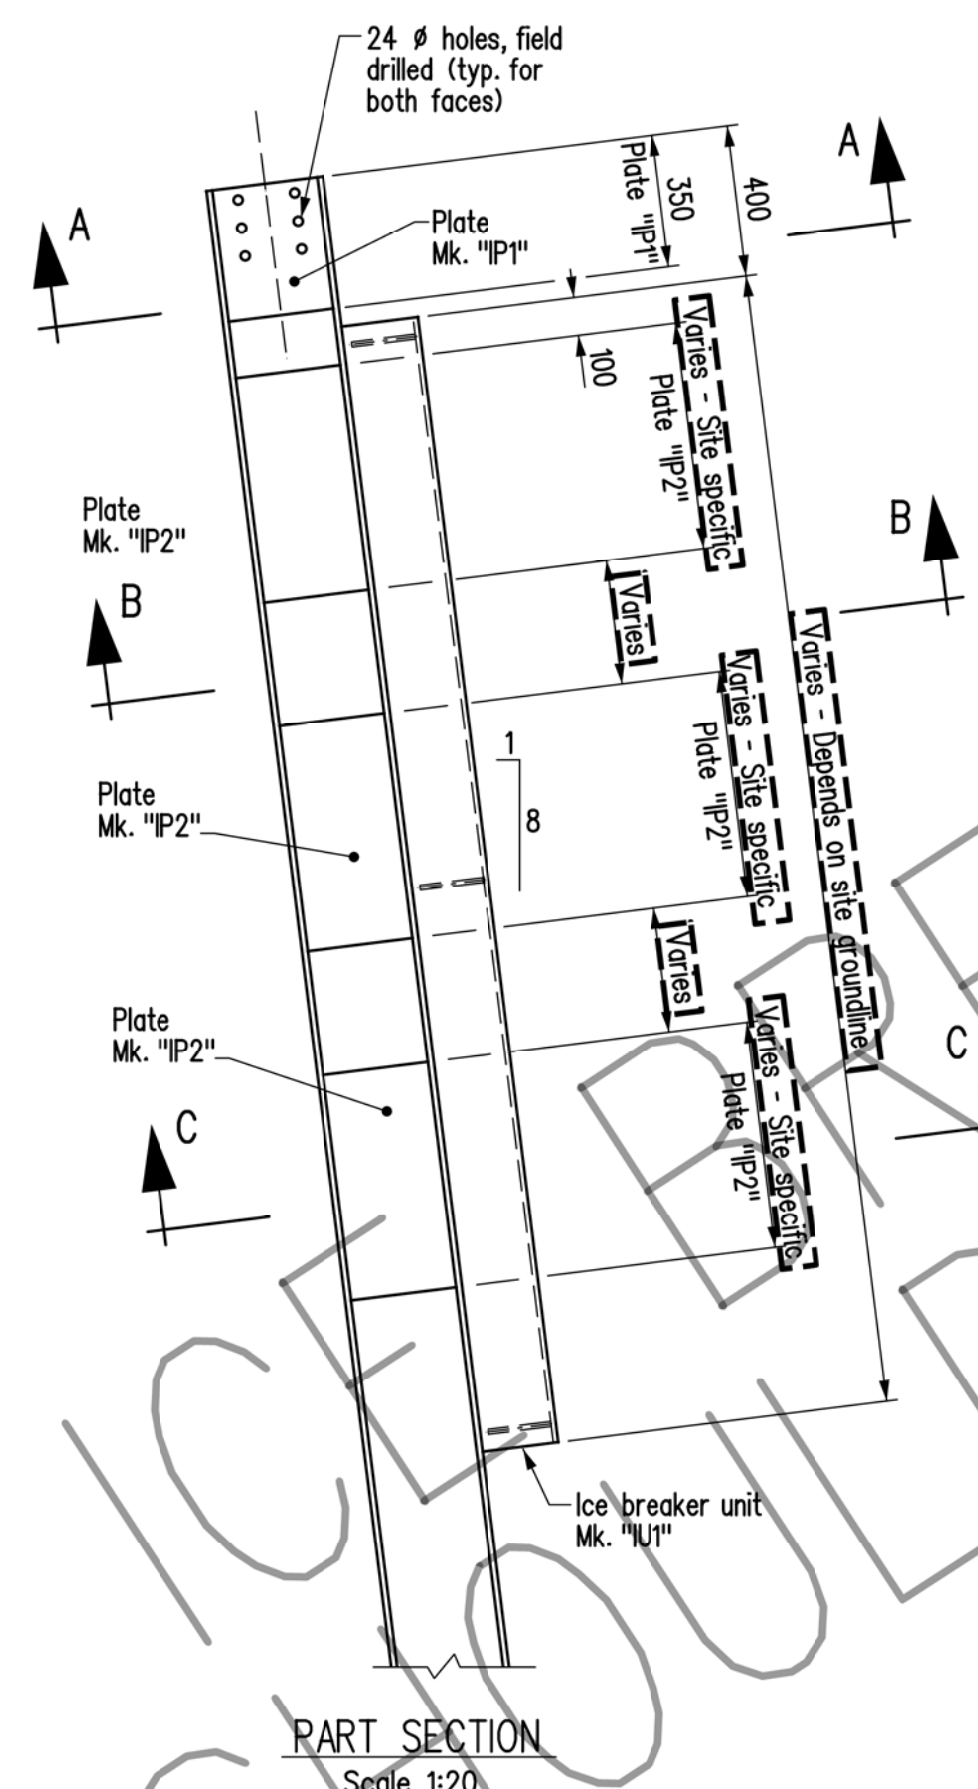 24 ø holes, field
drilled (typ. for
both faces)
A
A
Plate "IP1"
350
400
Plate
Mk. "IP1"
100
Varies - Site specific
Plate "IP2"
Plate
Mk. "IP2"
B
B
Varies
Varies - Site specific
Plate "IP2"
Varies - Depends on site groundline
1
8
Plate
Mk. "IP2"
Varies
Plate
Mk. "IP2"
Varies - Site specific
Plate "IP2"
C
C
Ice breaker unit
Mk. "IU1"
PART SECTION
Scale 1:20